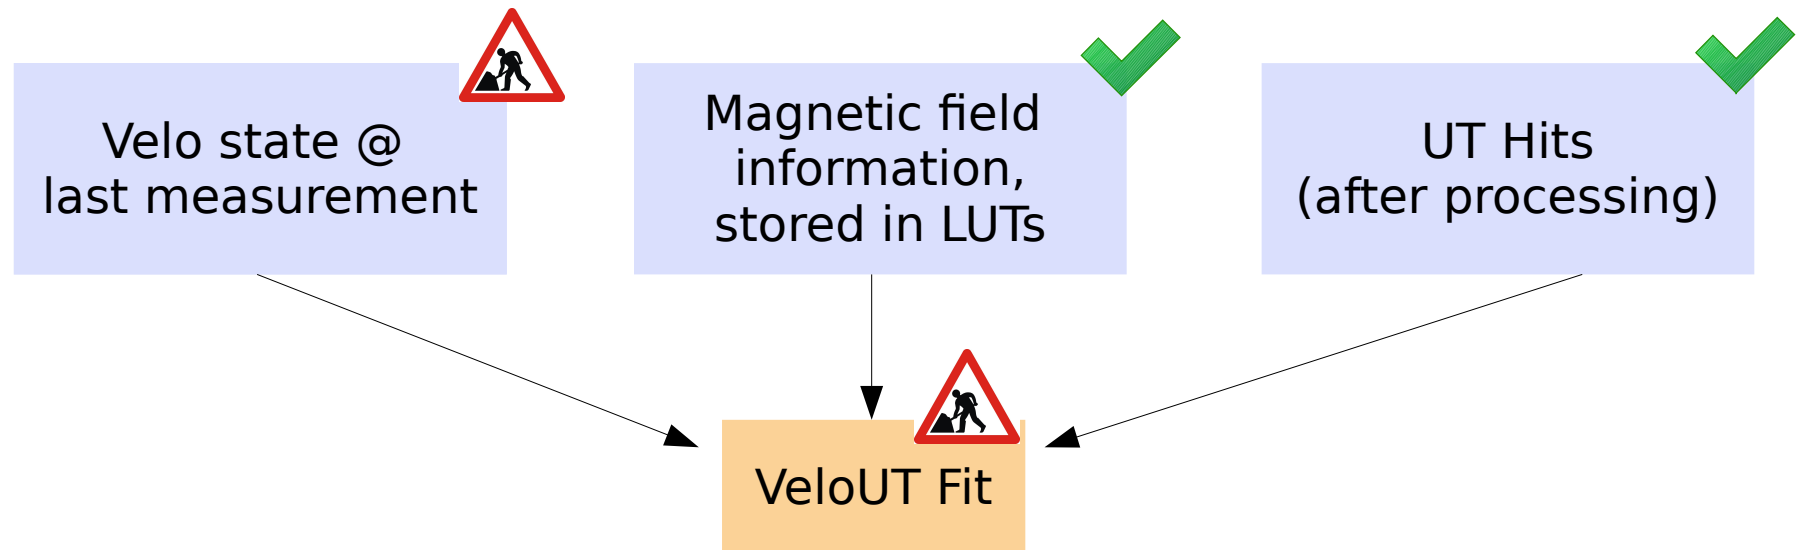 Velo state @
last measurement
Magnetic field
information,
stored in LUTs
UT Hits
(after processing)
VeloUT Fit